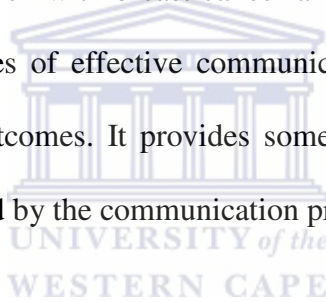 es of effective communic
tcomes. It provides some
by the communication pr
UNIVERSITY of the
WESTERN CAPE